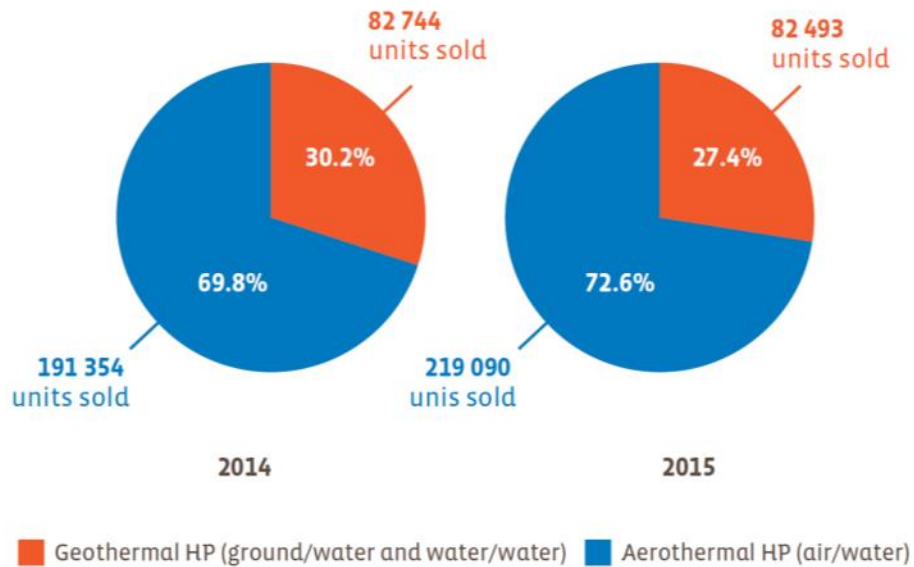 82 744
units sold
82 493
units sold
30.2%
27.4%
69.8%
72.6%
191 354
units sold
219 090
unis sold
2014
2015
Geothermal HP (ground/water and water/water)
Aerothermal HP (air/water)